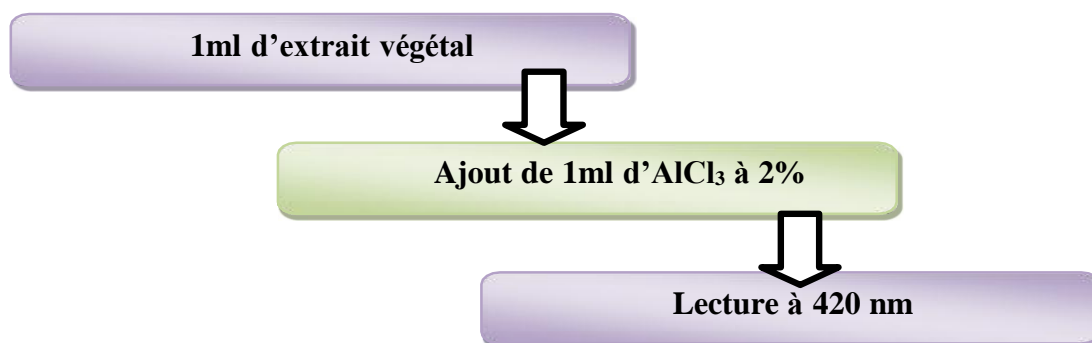 1ml d’extrait végétal
Ajout de 1ml d’AlCl₃ à 2%
Lecture à 420 nm